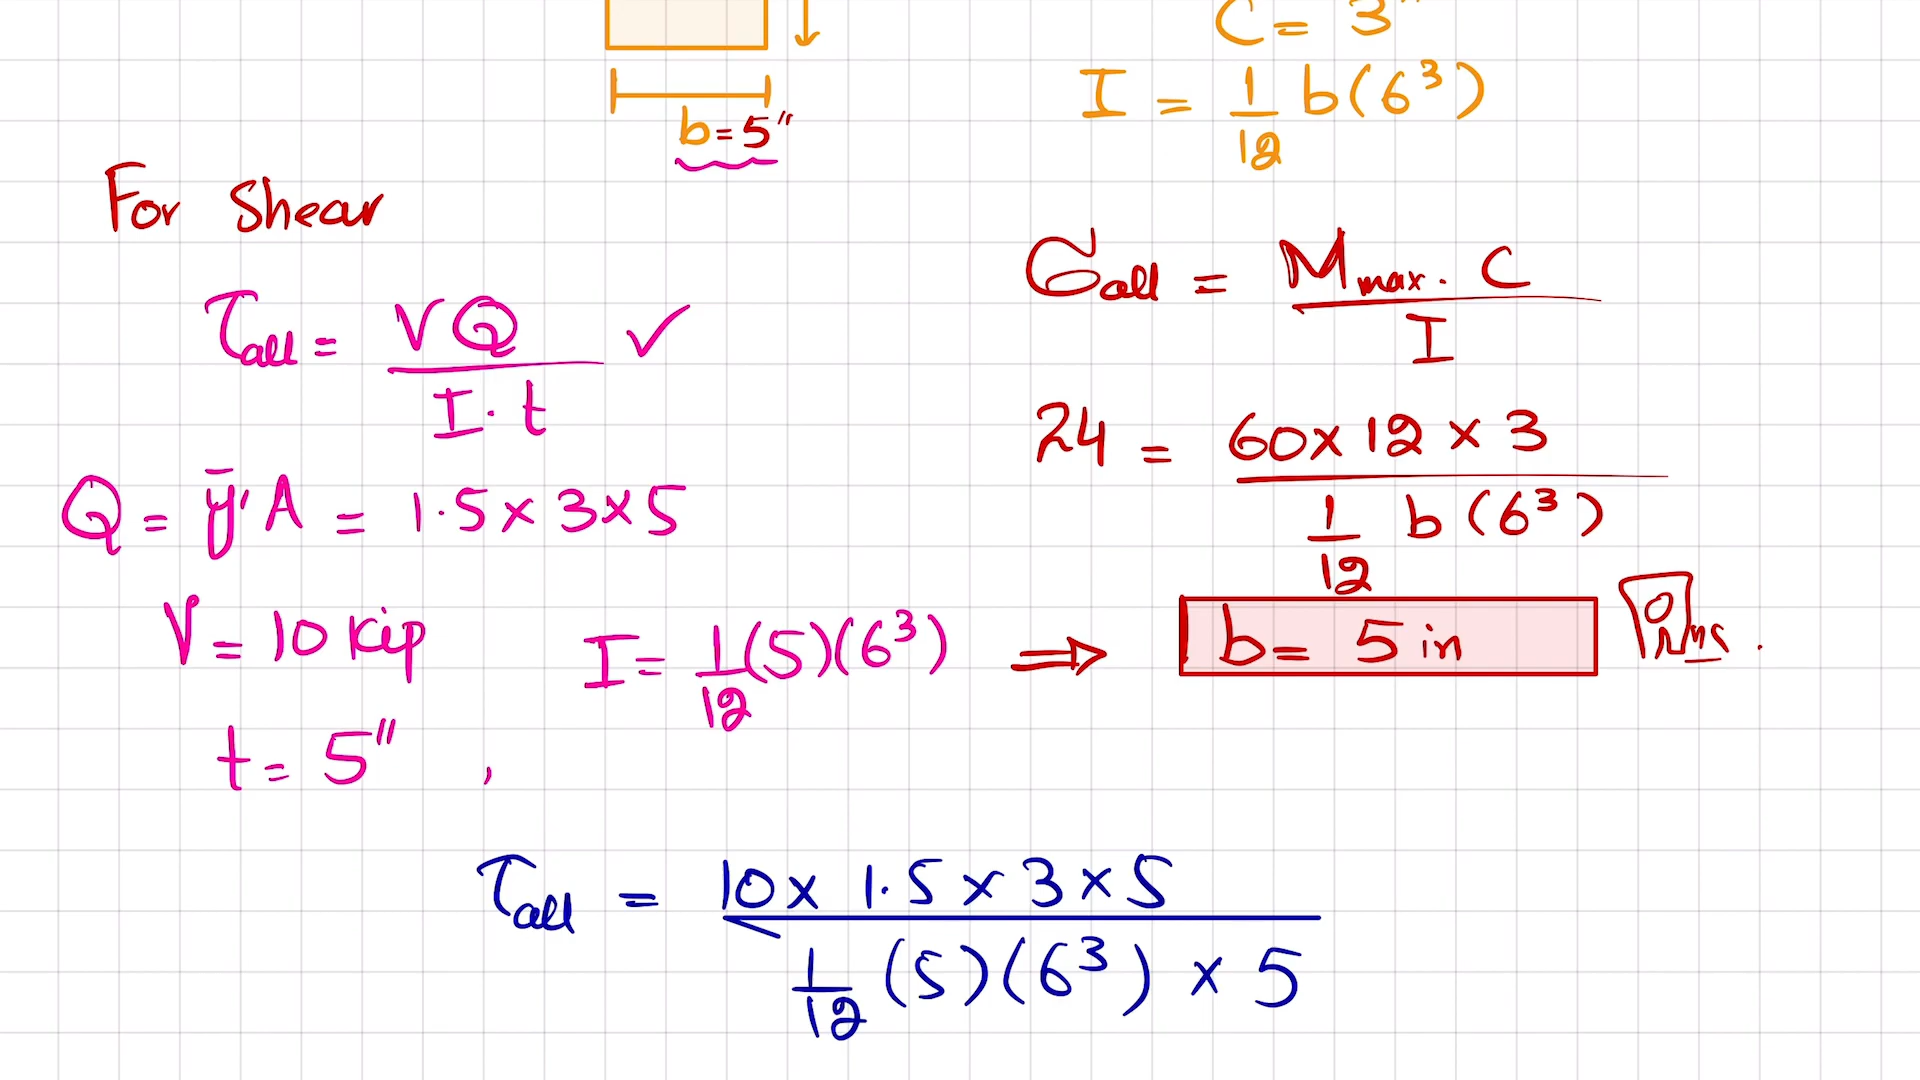 C = 3"
I = 1/12 b(6³)
b = 5"
For Shear
τall = VQ / I·t ✓
Q = ȳ'A = 1.5 × 3 × 5
V = 10 kip
I = 1/12 (5)(6³)
t = 5" ,
σall = Mmax · C / I
24 = 60 × 12 × 3 / 1/12 b(6³)
⇒ b = 5 in
τall = 10 × 1.5 × 3 × 5 / 1/12 (5)(6³) × 5